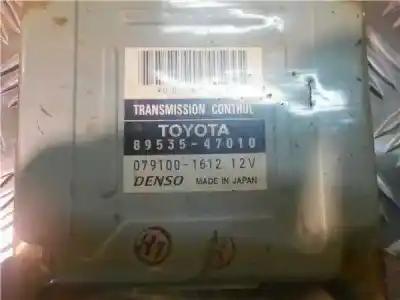 TRANSMISSION CONTROL
TOYOTA
89535-47010
079100-1612 12V
DENSO MADE IN JAPAN